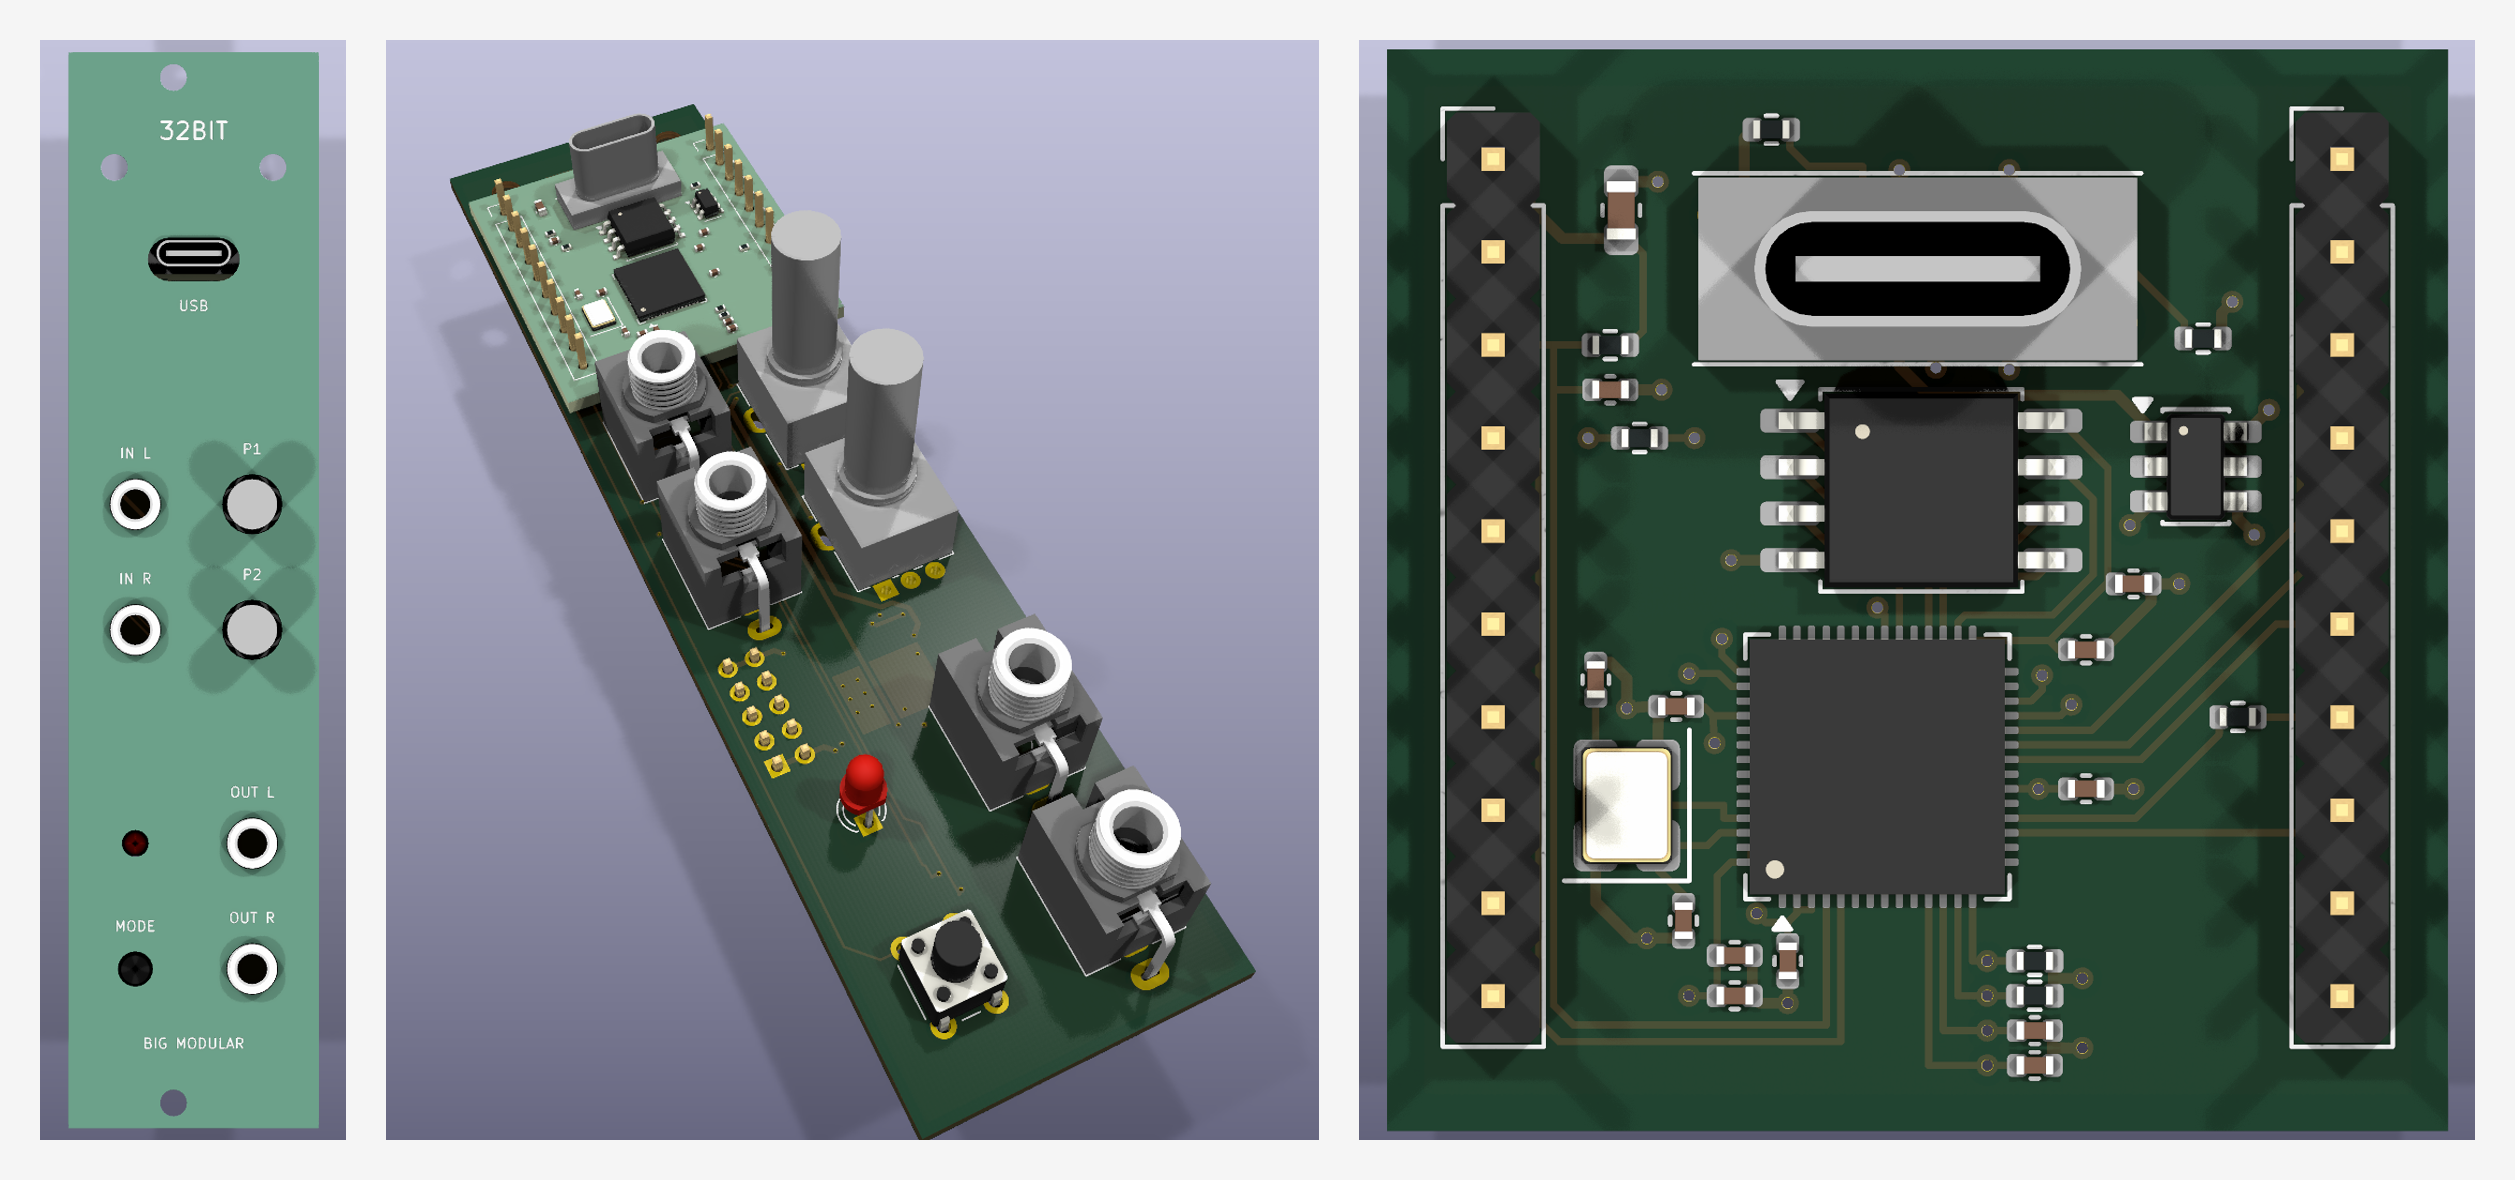 32BIT
USB
IN L
P1
IN R
P2
OUT L
MODE
OUT R
BIG MODULAR